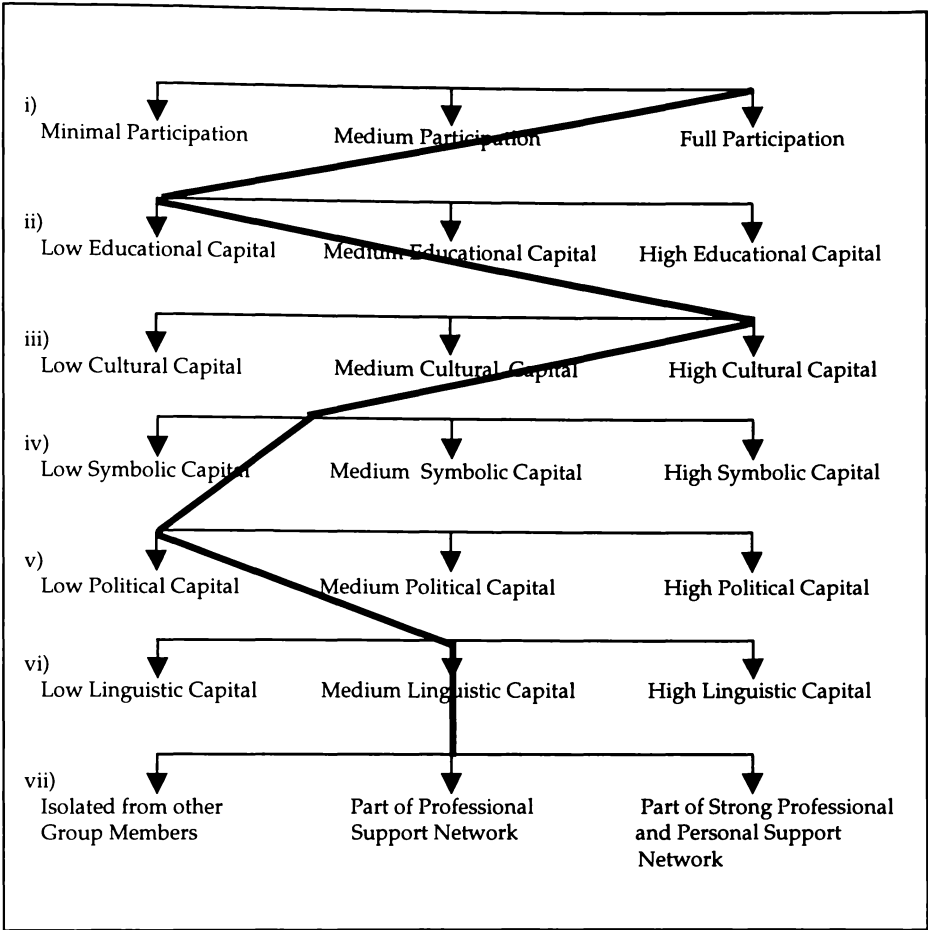 i)
Minimal Participation Medium Participation Full Participation
ii)
Low Educational Capital Medium Educational Capital High Educational Capital
iii)
Low Cultural Capital Medium Cultural Capital High Cultural Capital
iv)
Low Symbolic Capital Medium Symbolic Capital High Symbolic Capital
v)
Low Political Capital Medium Political Capital High Political Capital
vi)
Low Linguistic Capital Medium Linguistic Capital High Linguistic Capital
vii)
Isolated from other Part of Professional Part of Strong Professional
Group Members Support Network and Personal Support
Network